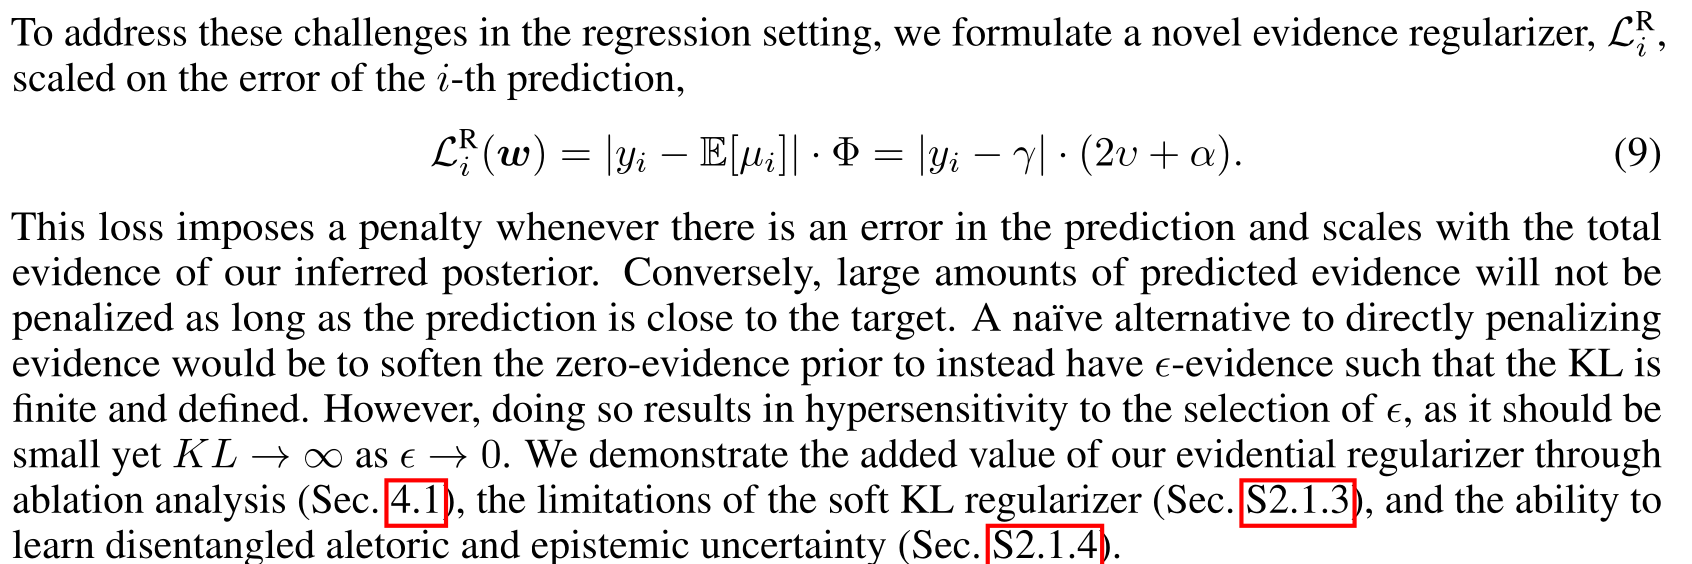 To address these challenges in the regression setting, we formulate a novel evidence regularizer, $\mathcal{L}_i^{\mathrm{R}}$,
scaled on the error of the $i$-th prediction,
$\mathcal{L}_i^{\mathrm{R}}(\boldsymbol{w}) = |y_i - \mathbb{E}[\mu_i]| \cdot \Phi = |y_i - \gamma| \cdot (2\upsilon + \alpha).$ (9)
This loss imposes a penalty whenever there is an error in the prediction and scales with the total
evidence of our inferred posterior. Conversely, large amounts of predicted evidence will not be
penalized as long as the prediction is close to the target. A naïve alternative to directly penalizing
evidence would be to soften the zero-evidence prior to instead have $\epsilon$-evidence such that the KL is
finite and defined. However, doing so results in hypersensitivity to the selection of $\epsilon$, as it should be
small yet $KL \to \infty$ as $\epsilon \to 0$. We demonstrate the added value of our evidential regularizer through
ablation analysis (Sec. 4.1), the limitations of the soft KL regularizer (Sec. S2.1.3), and the ability to
learn disentangled aletoric and epistemic uncertainty (Sec. S2.1.4).